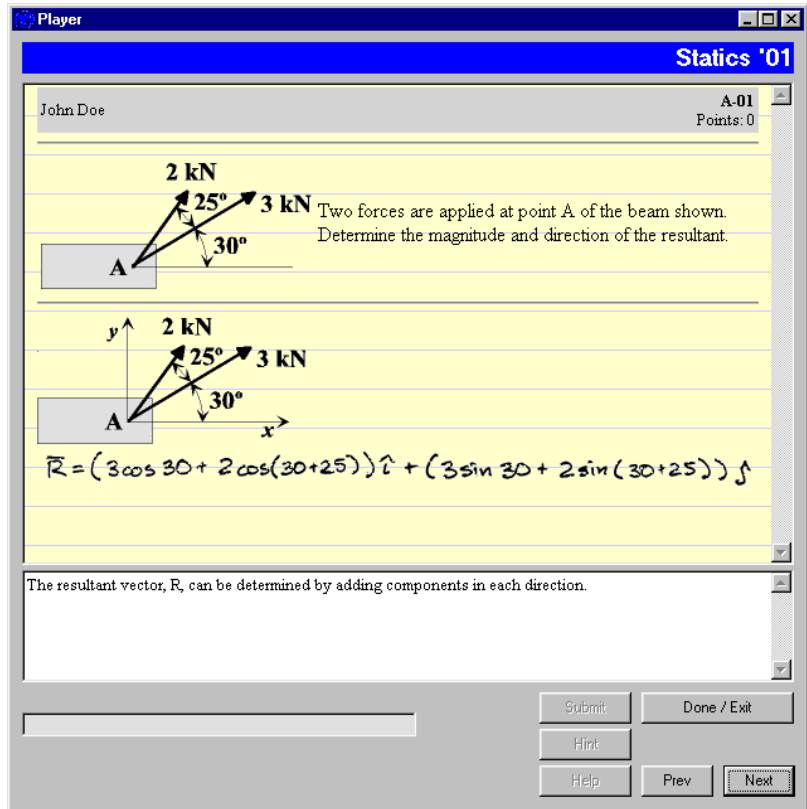 Player
Statics '01
John Doe
A-01
Points: 0
2 kN
25°
3 kN
30°
A
Two forces are applied at point A of the beam shown.
Determine the magnitude and direction of the resultant.
y
2 kN
25°
3 kN
30°
A
x
R̅ = (3cos 30 + 2cos(30+25)) î + (3sin 30 + 2sin(30+25)) ĵ
The resultant vector, R, can be determined by adding components in each direction.
Submit
Done / Exit
Hint
Help
Prev
Next